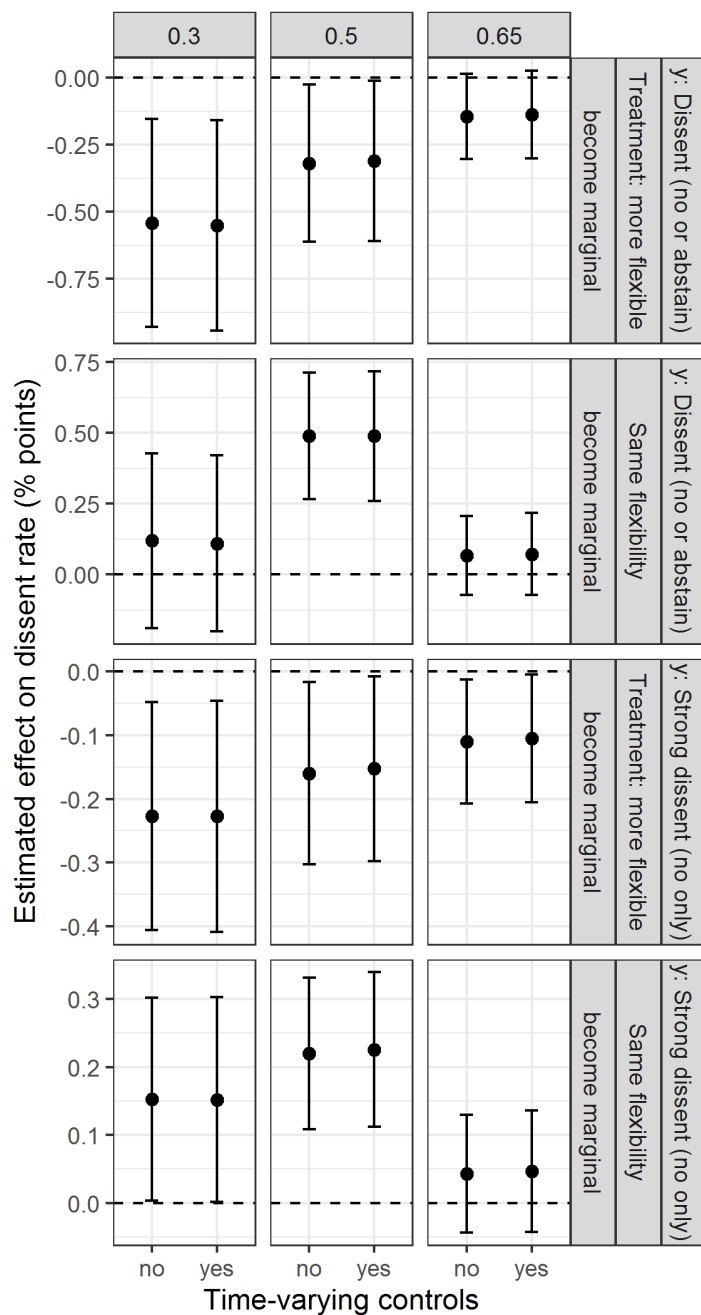 0.3
0.5
0.65
Estimated effect on dissent rate (% points)
0.00
-0.25
-0.50
-0.75
y: Dissent (no or abstain)
Treatment: more flexible
become marginal
0.75
0.50
0.25
0.00
y: Dissent (no or abstain)
Same flexibility
become marginal
0.0
-0.1
-0.2
-0.3
-0.4
y: Strong dissent (no only)
Treatment: more flexible
become marginal
0.3
0.2
0.1
0.0
y: Strong dissent (no only)
Same flexibility
become marginal
no yes
no yes
no yes
Time-varying controls